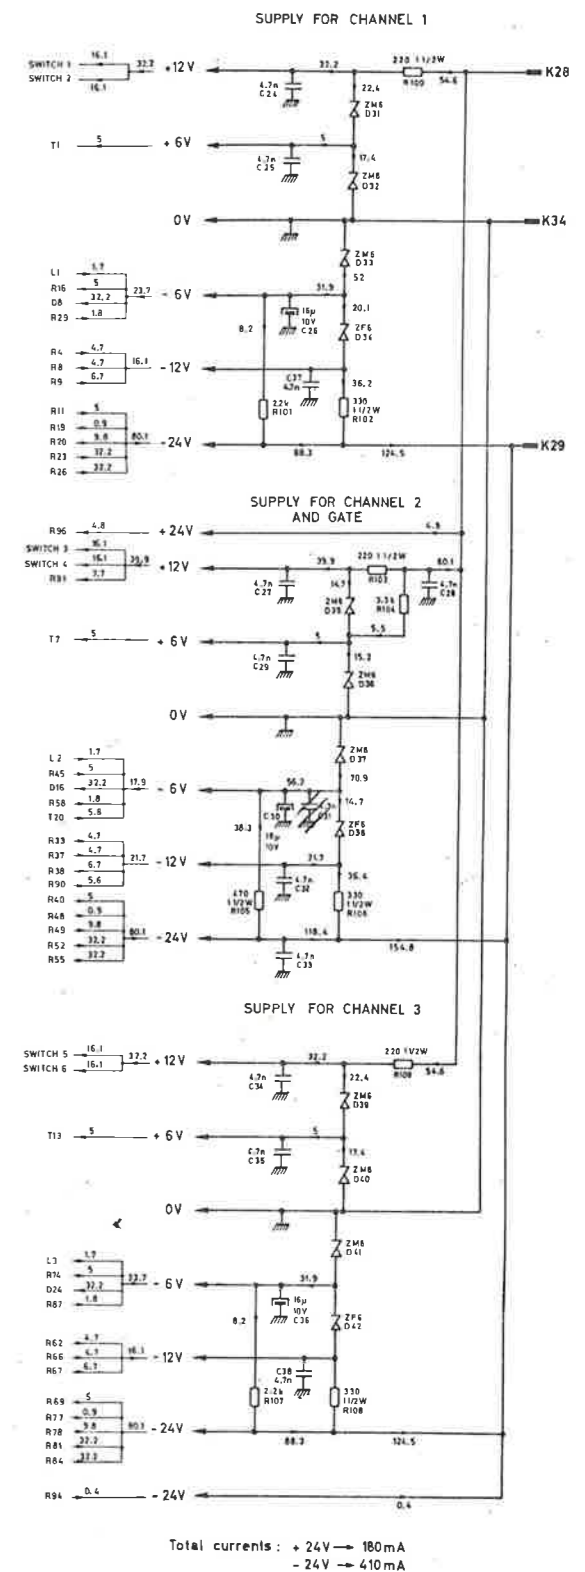 SUPPLY FOR CHANNEL 1
SWITCH 1 16.1
SWITCH 2 16.1
32.2 +12V
4.7n C24
32.2
220 11/2W R100
54.6
K28
22.4
ZM6 D31
T1 5 +6V
4.7n C25
5
17.4
ZM6 D32
0V
K34
ZM6 D33
52
L1 1.7
R16 5
D8 32.2
R29 1.8
23.7 -6V
31.9
16µ 10V C26
8.2
20.1
ZF6 D34
R4 4.7
R8 4.7
R9 6.7
16.1 -12V
C37 4.7n
36.2
2.2k R101
330 11/2W R102
R11 5
R19 0.9
R20 9.8
R23 32.2
R26 32.2
80.1 -24V
88.3
124.5
K29
SUPPLY FOR CHANNEL 2
AND GATE
R96 4.8 +24V
4.8
SWITCH 3 16.1
SWITCH 4 16.1
R91 7.7
39.9 +12V
4.7n C27
39.9
220 11/2W R103
60.1
4.7n C28
14.7
ZM6 D35
3.3k R104
5.5
T7 5 +6V
4.7n C29
5
15.2
ZM6 D36
0V
ZM6 D37
70.9
L2 1.7
R45 5
D16 32.2
R58 1.8
T20 5.6
17.9 -6V
56.2
C30
16µ 10V
C31
38.3
14.7
ZF6 D38
R33 4.7
R37 4.7
R38 6.7
R90 5.6
21.7 -12V
21.7
4.7n C32
36.4
470 11/2W R105
330 11/2W R106
R40 5
R48 0.9
R49 9.8
R52 32.2
R55 32.2
80.1 -24V
118.4
4.7n C33
154.8
SUPPLY FOR CHANNEL 3
SWITCH 5 16.1
SWITCH 6 16.1
32.2 +12V
4.7n C34
32.2
220 11/2W
54.6
22.4
ZM6 D39
T13 5 +6V
4.7n C35
5
17.4
ZM6 D40
0V
ZM6 D41
L3 1.7
R74 5
D24 32.2
R87 1.8
23.7 -6V
31.9
16µ 10V C36
8.2
ZF6 D42
R62 4.7
R66 4.7
R67 6.7
16.1 -12V
C38 4.7n
2.2k R107
330 11/2W R108
R69 5
R77 0.9
R78 9.8
R81 32.2
R84 32.2
80.1 -24V
88.3
124.5
R94 0.4 -24V
0.4
Total currents: +24V → 180mA
-24V → 410mA